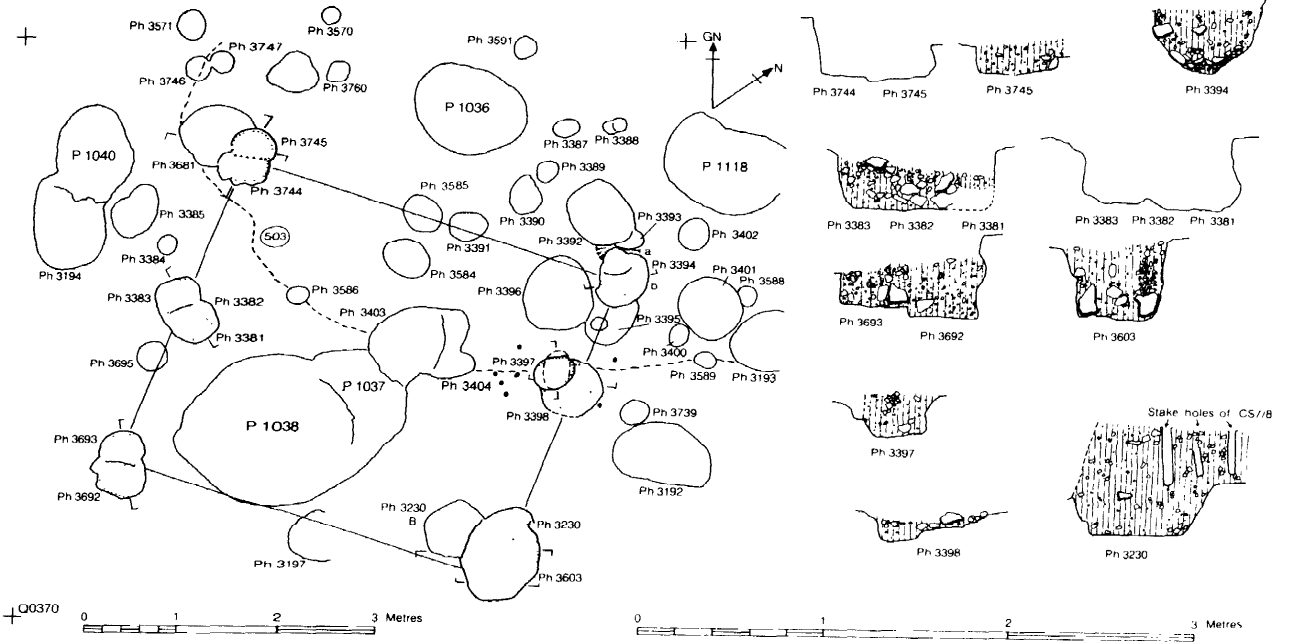 Ph 3571
Ph 3570
Ph 3747
Ph 3746
Ph 3760
Ph 3591
GN
N
P 1036
Ph 3745
Ph 3681
Ph 3744
P 1040
Ph 3387
Ph 3388
Ph 3389
P 1118
Ph 3585
Ph 3390
Ph 3393
Ph 3385
Ph 3391
Ph 3392
a
Ph 3402
503
Ph 3384
Ph 3194
Ph 3584
Ph 3394
Ph 3401
Ph 3588
Ph 3383
Ph 3382
Ph 3586
Ph 3396
Ph 3403
Ph 3395
Ph 3381
Ph 3695
Ph 3400
P 1037
Ph 3404
Ph 3397
Ph 3589
Ph 3193
Ph 3398
Ph 3739
P 1038
Ph 3693
Ph 3692
Ph 3192
Ph 3230
B
Ph 3230
Ph 3197
Ph 3603
Q0370
0 1 2 3 Metres
Ph 3744 Ph 3745
Ph 3745
Ph 3394
Ph 3383 Ph 3382 Ph 3381
Ph 3383 Ph 3382 Ph 3381
Ph 3693 Ph 3692
Ph 3603
Ph 3397
Stake holes of CS//8
Ph 3398
Ph 3230
0 1 2 3 Metres